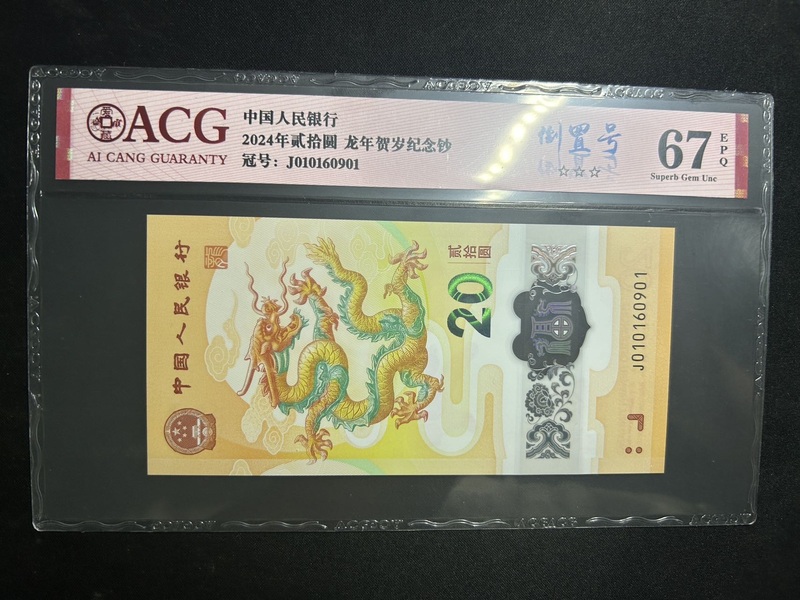 ACG
AI CANG GUARANTY
中国人民银行
2024年贰拾圆 龙年贺岁纪念钞
冠号：J010160901
倒置号
☆☆☆
67
EPQ
Superb Gem Unc
中国人民银行
贰拾圆
20
J010160901